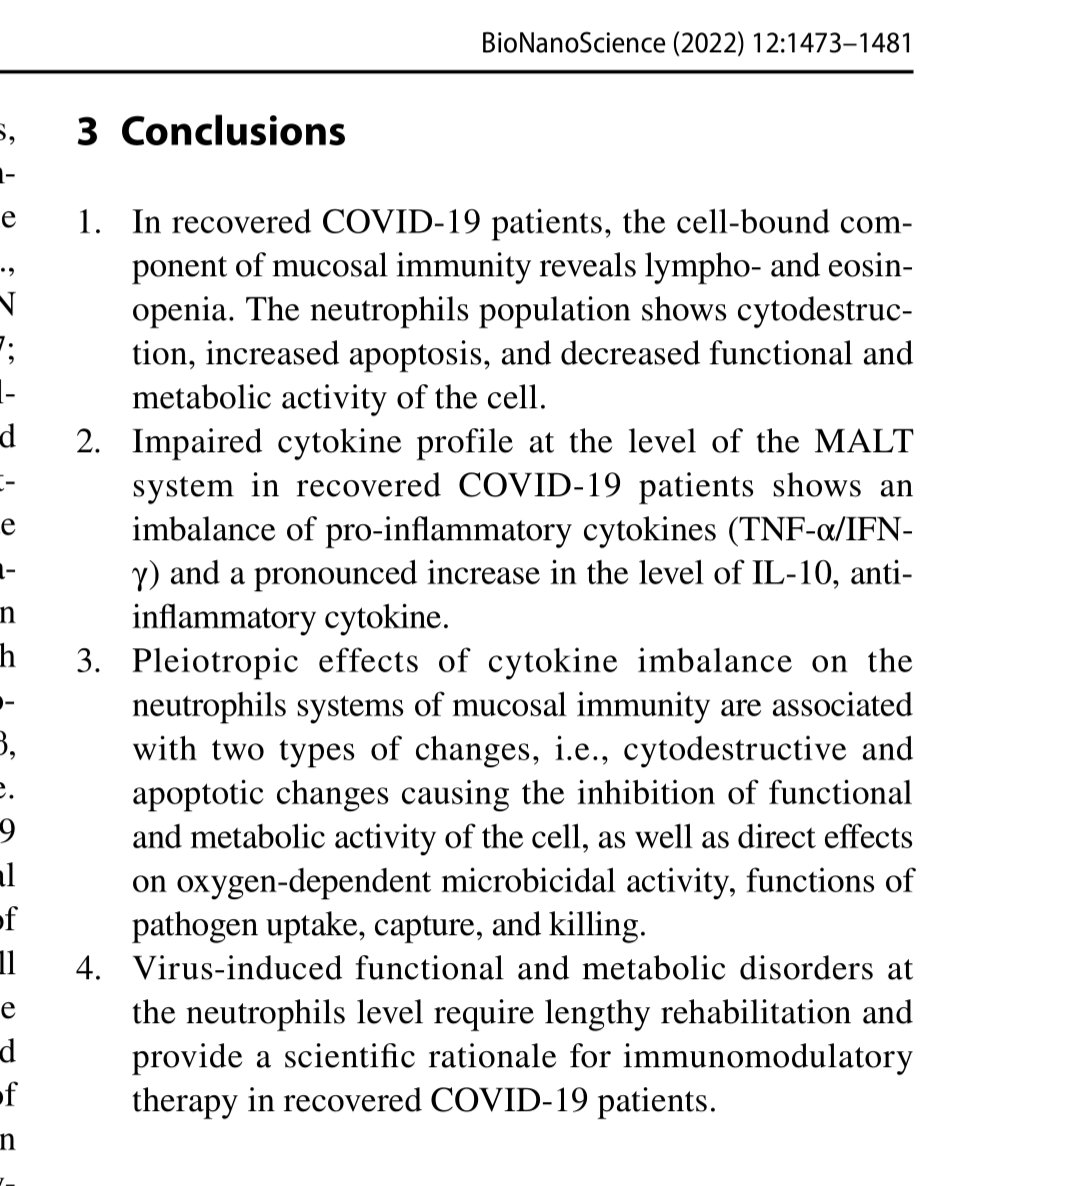 BioNanoScience (2022) 12:1473–1481
3 Conclusions
1. In recovered COVID-19 patients, the cell-bound com-
ponent of mucosal immunity reveals lympho- and eosin-
openia. The neutrophils population shows cytodestruc-
tion, increased apoptosis, and decreased functional and
metabolic activity of the cell.
2. Impaired cytokine profile at the level of the MALT
system in recovered COVID-19 patients shows an
imbalance of pro-inflammatory cytokines (TNF-α/IFN-
γ) and a pronounced increase in the level of IL-10, anti-
inflammatory cytokine.
3. Pleiotropic effects of cytokine imbalance on the
neutrophils systems of mucosal immunity are associated
with two types of changes, i.e., cytodestructive and
apoptotic changes causing the inhibition of functional
and metabolic activity of the cell, as well as direct effects
on oxygen-dependent microbicidal activity, functions of
pathogen uptake, capture, and killing.
4. Virus-induced functional and metabolic disorders at
the neutrophils level require lengthy rehabilitation and
provide a scientific rationale for immunomodulatory
therapy in recovered COVID-19 patients.